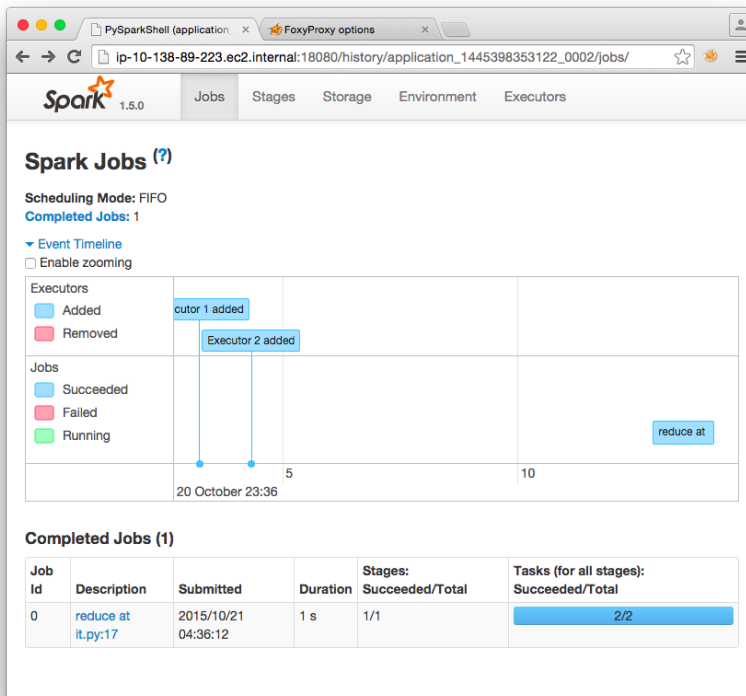 PySparkShell (application_
FoxyProxy options
ip-10-138-89-223.ec2.internal:18080/history/application_1445398353122_0002/jobs/
Spark 1.5.0
Jobs
Stages
Storage
Environment
Executors
Spark Jobs (?)
Scheduling Mode: FIFO
Completed Jobs: 1
Event Timeline
Enable zooming
Executors
Added
Removed
cutor 1 added
Executor 2 added
Jobs
Succeeded
Failed
Running
reduce at
5
10
20 October 23:36
Completed Jobs (1)
Job Id
Description
Submitted
Duration
Stages: Succeeded/Total
Tasks (for all stages): Succeeded/Total
0
reduce at
it.py:17
2015/10/21
04:36:12
1 s
1/1
2/2